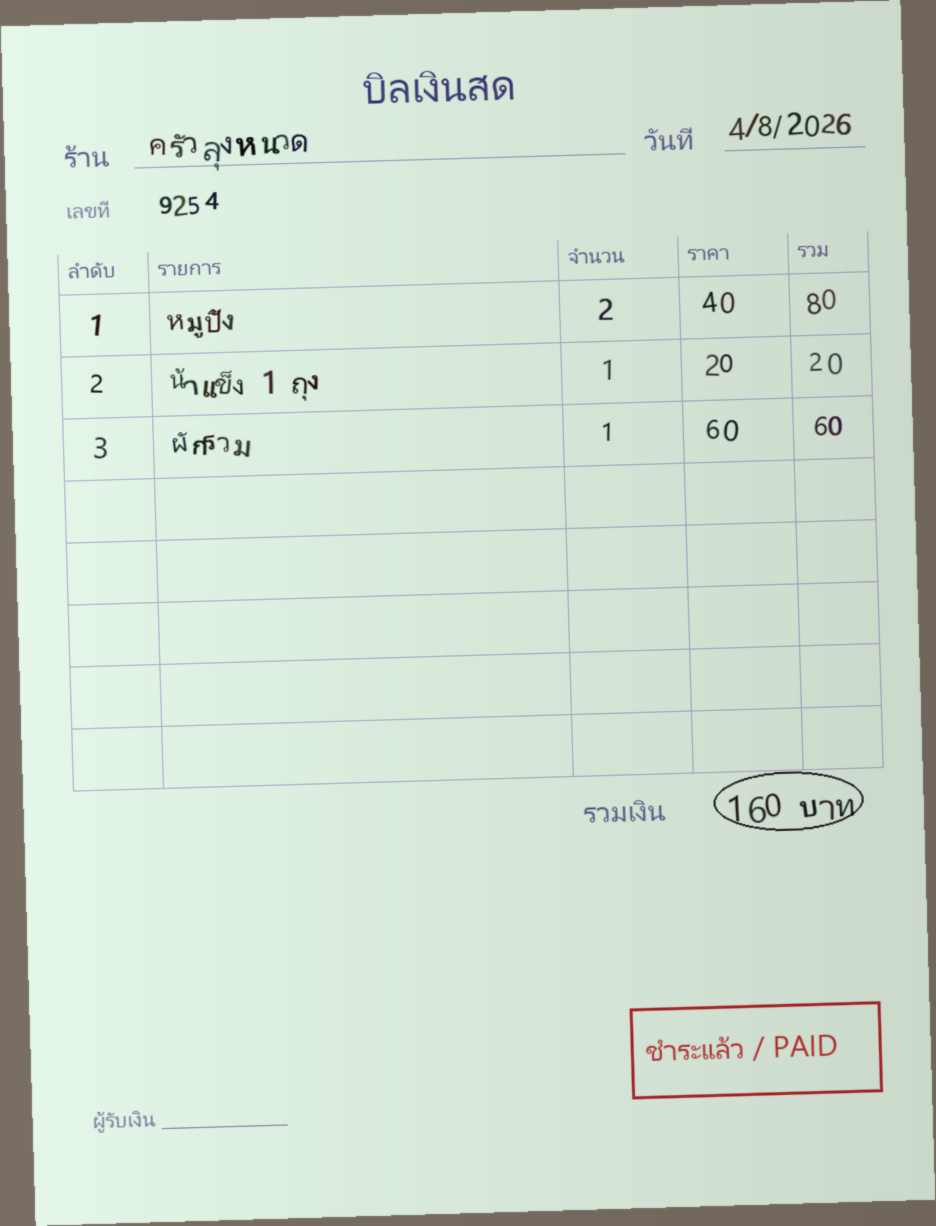 บิลเงินสด
ร้าน ครัวลุงหนวด วันที่ 4/8/2026
เลขที่ 9254
ลำดับ รายการ จำนวน ราคา รวม
1 หมูปิ้ง 2 40 80
2 น้ำแข็ง 1 ถุง 1 20 20
3 ผักรวม 1 60 60
รวมเงิน 160 บาท
ชำระแล้ว / PAID
ผู้รับเงิน